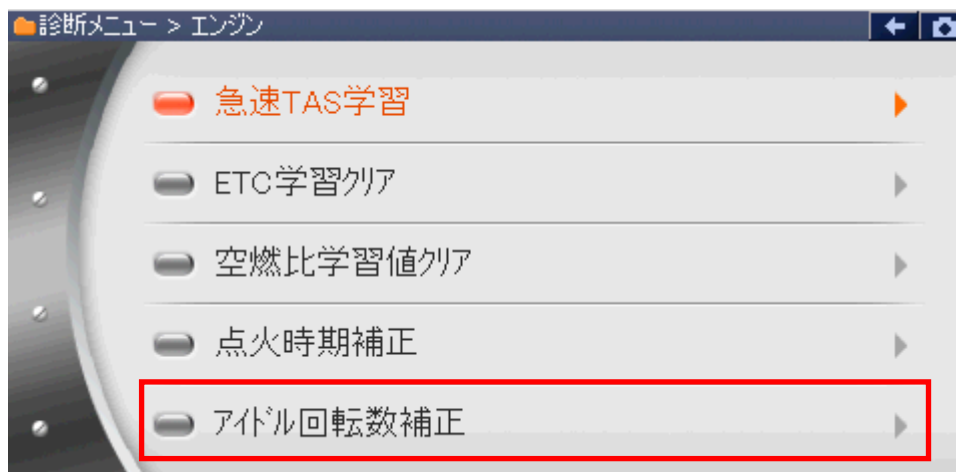 診断メニュー > エンジン
急速TAS学習
ETC学習クリア
空燃比学習値クリア
点火時期補正
アイドル回転数補正